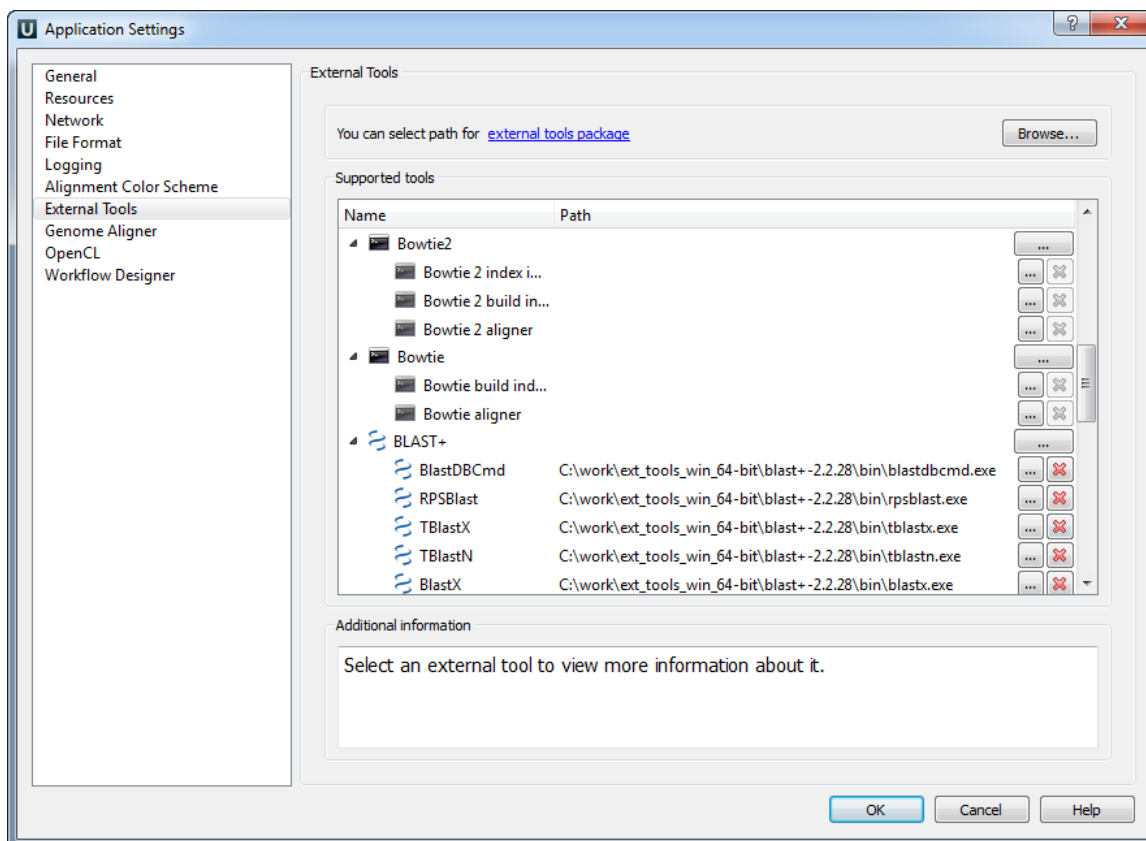 U Application Settings
General
Resources
Network
File Format
Logging
Alignment Color Scheme
External Tools
Genome Aligner
OpenCL
Workflow Designer
External Tools
You can select path for external tools package Browse...
Supported tools
Name Path
Bowtie2 ...
Bowtie 2 index i... ...
Bowtie 2 build in... ...
Bowtie 2 aligner ...
Bowtie ...
Bowtie build ind... ...
Bowtie aligner ...
BLAST+ ...
BlastDBCmd C:\work\ext_tools_win_64-bit\blast+-2.2.28\bin\blastdbcmd.exe ...
RPSBlast C:\work\ext_tools_win_64-bit\blast+-2.2.28\bin\rpsblast.exe ...
TBlastX C:\work\ext_tools_win_64-bit\blast+-2.2.28\bin\tblastx.exe ...
TBlastN C:\work\ext_tools_win_64-bit\blast+-2.2.28\bin\tblastn.exe ...
BlastX C:\work\ext_tools_win_64-bit\blast+-2.2.28\bin\blastx.exe ...
Additional information
Select an external tool to view more information about it.
OK Cancel Help